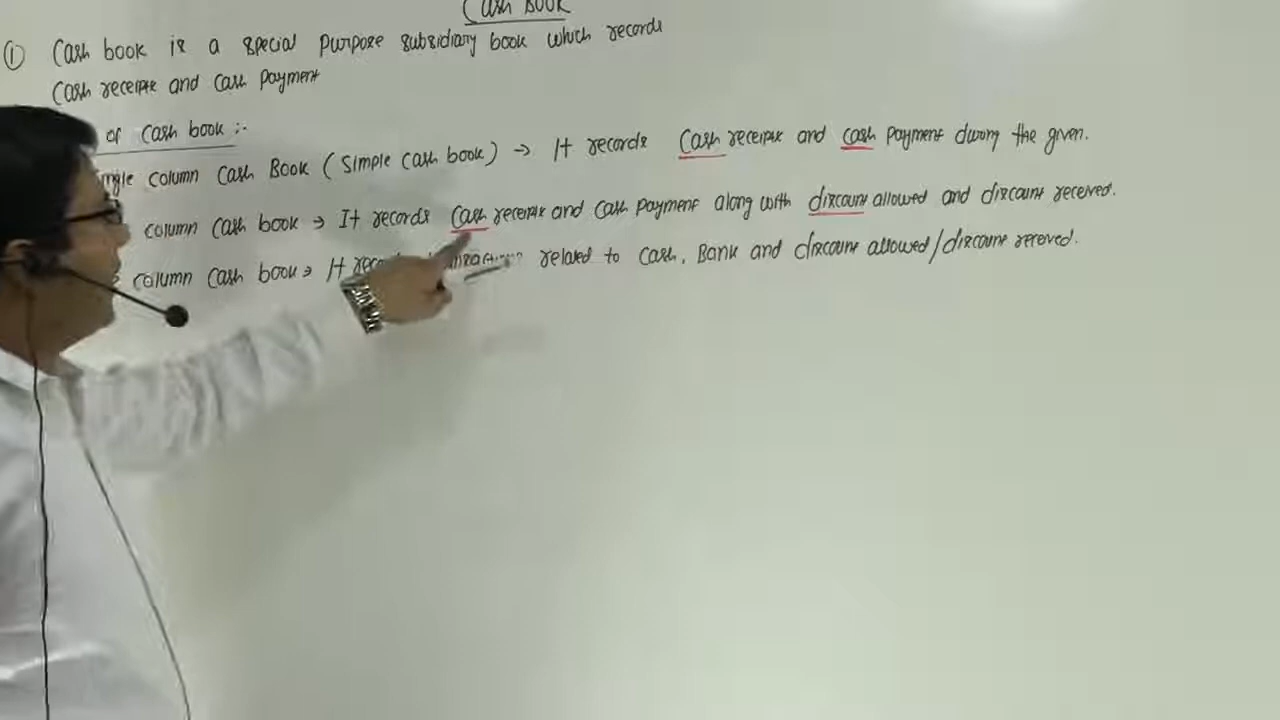 Cash Book
① Cash book is a special purpose subsidiary book which records
Cash receipts and Cash Payment
of Cash book :-
column Cash Book (Simple Cash book) → It records Cash receipts and cash payment during the given.
column Cash book → It records Cash receipts and Cash payment along with discount allowed and discount received.
column Cash book → It related to Cash, Bank and discount allowed/discount received.